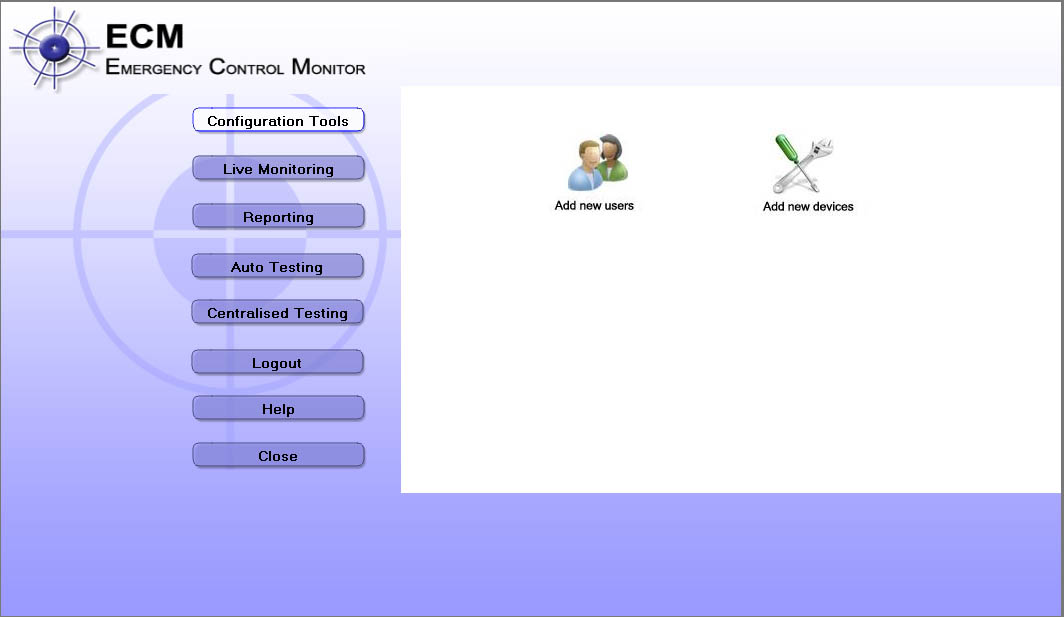 ECM
EMERGENCY CONTROL MONITOR
Configuration Tools
Live Monitoring
Reporting
Auto Testing
Centralised Testing
Logout
Help
Close
Add new users
Add new devices